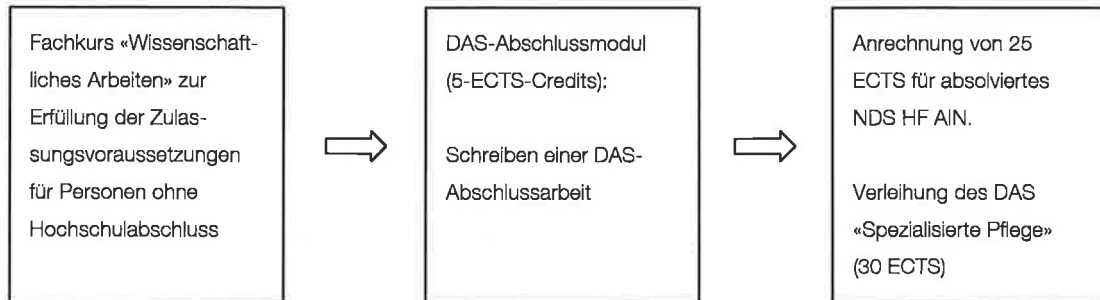 Fachkurs «Wissenschaft-
liches Arbeiten» zur
Erfüllung der Zulas-
sungsvoraussetzungen
für Personen ohne
Hochschulabschluss
DAS-Abschlussmodul
(5-ECTS-Credits):
Schreiben einer DAS-
Abschlussarbeit
Anrechnung von 25
ECTS für absolviertes
NDS HF AIN.
Verleihung des DAS
«Spezialisierte Pflege»
(30 ECTS)